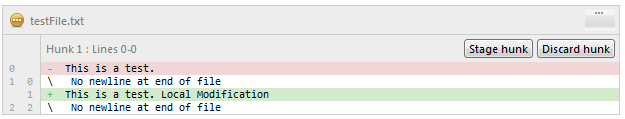 testFile.txt
Hunk 1 : Lines 0-0
Stage hunk Discard hunk
0 - This is a test.
1 0 \ No newline at end of file
1 + This is a test. Local Modification
2 2 \ No newline at end of file